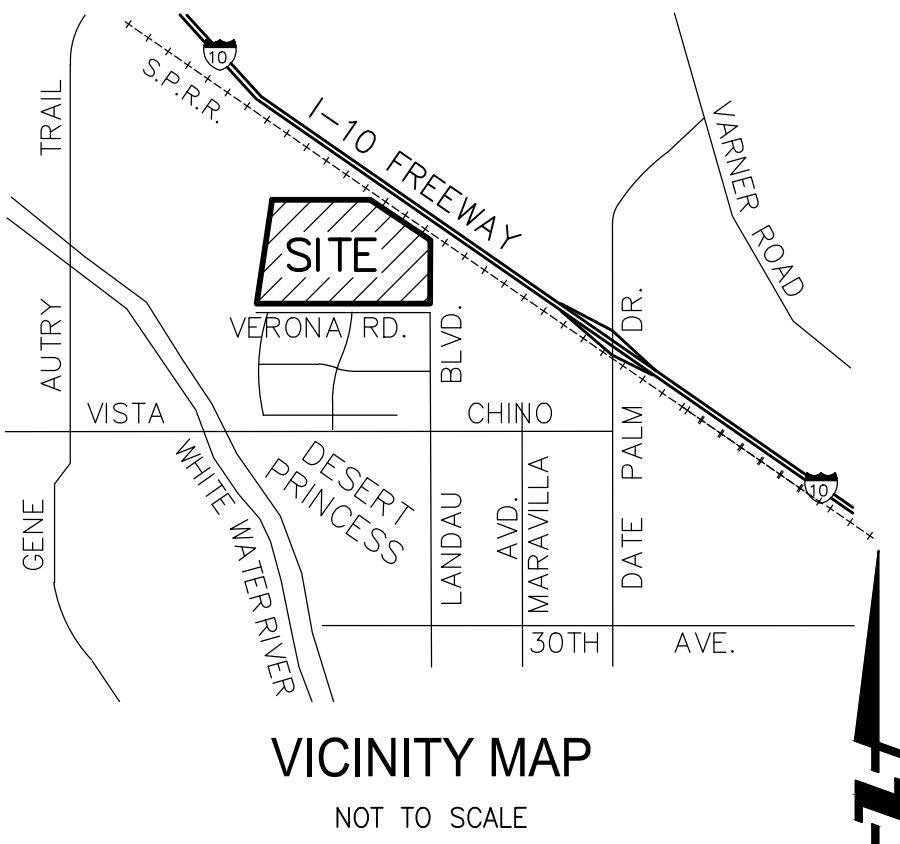 10
S.P.R.R.
I-10 FREEWAY
VARNER ROAD
GENE AUTRY TRAIL
SITE
VERONA RD.
LANDAU BLVD.
DATE PALM DR.
VISTA CHINO
DESERT
PRINCESS
WHITE WATER RIVER
MARAVILLA
AVD.
10
30TH AVE.
VICINITY MAP
NOT TO SCALE